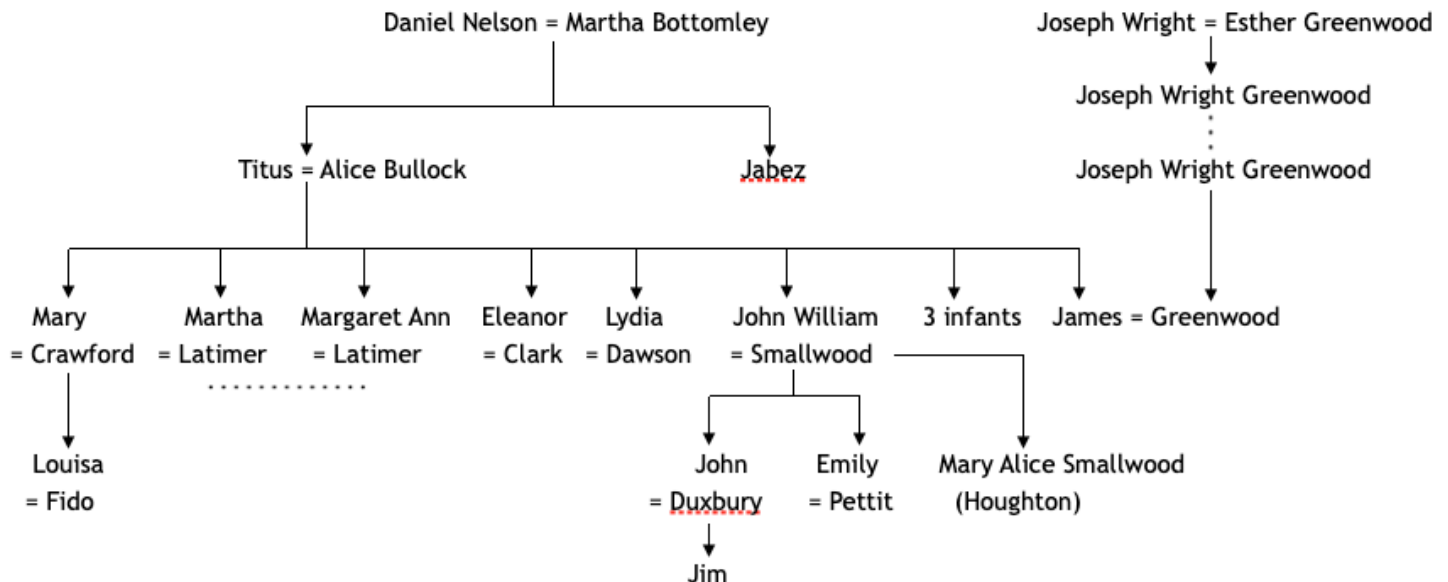 Daniel Nelson = Martha Bottomley
Joseph Wright = Esther Greenwood
Joseph Wright Greenwood
Titus = Alice Bullock
Jabez
Joseph Wright Greenwood
Mary
= Crawford
Martha
= Latimer
Margaret Ann
= Latimer
Eleanor
= Clark
Lydia
= Dawson
John William
= Smallwood
3 infants
James = Greenwood
Louisa
= Fido
John
= Duxbury
Emily
= Pettit
Mary Alice Smallwood
(Houghton)
Jim